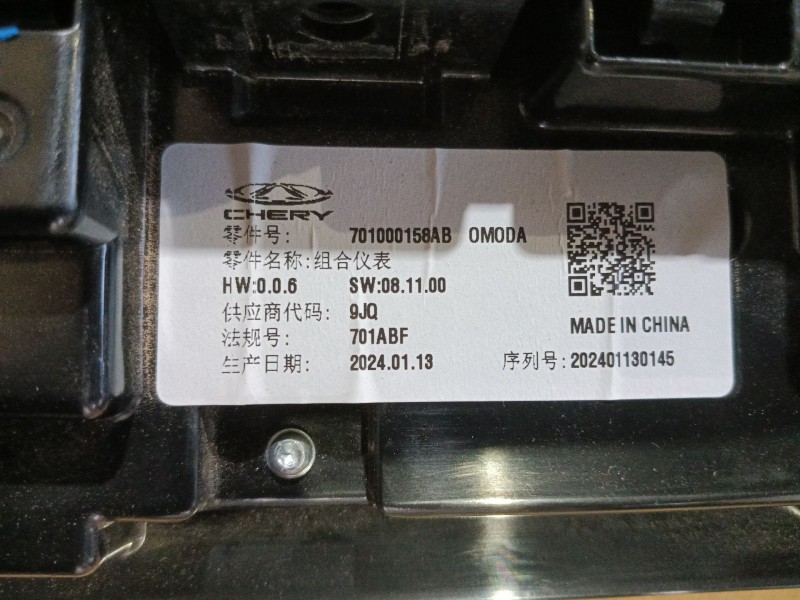 CHERY
零件号: 701000158AB OMODA
零件名称:组合仪表
HW:0.0.6 SW:08.11.00
供应商代码: 9JQ
法规号: 701ABF
MADE IN CHINA
生产日期: 2024.01.13 序列号:202401130145